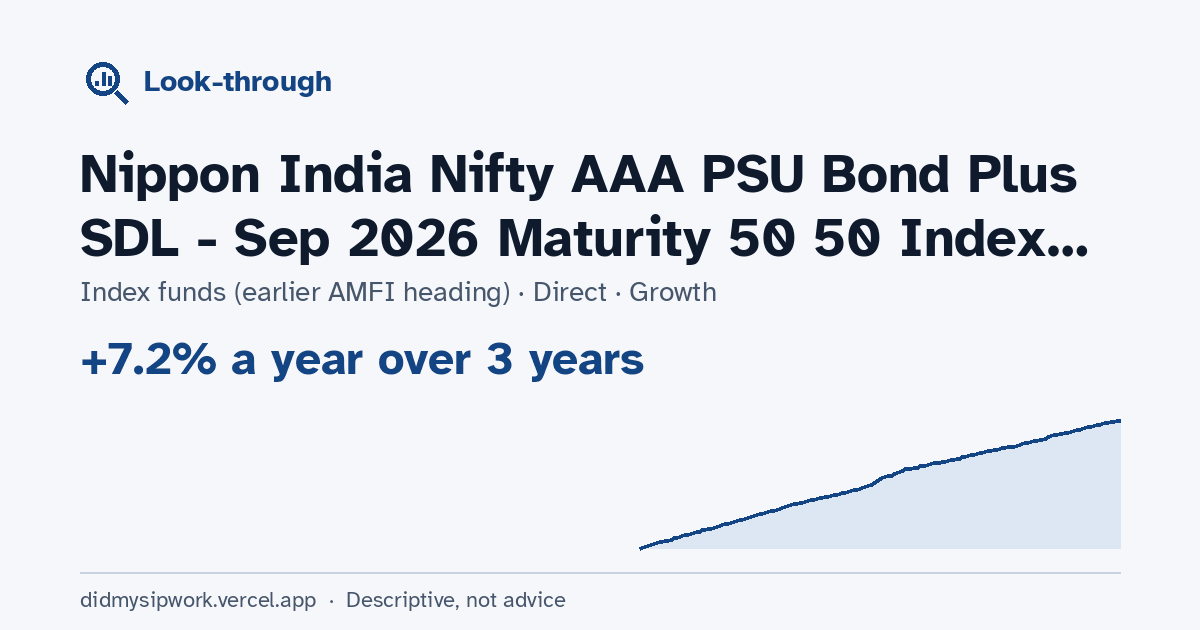 Look-through
Nippon India Nifty AAA PSU Bond Plus
SDL - Sep 2026 Maturity 50 50 Index...
Index funds (earlier AMFI heading) · Direct · Growth
+7.2% a year over 3 years
didmysipwork.vercel.app · Descriptive, not advice